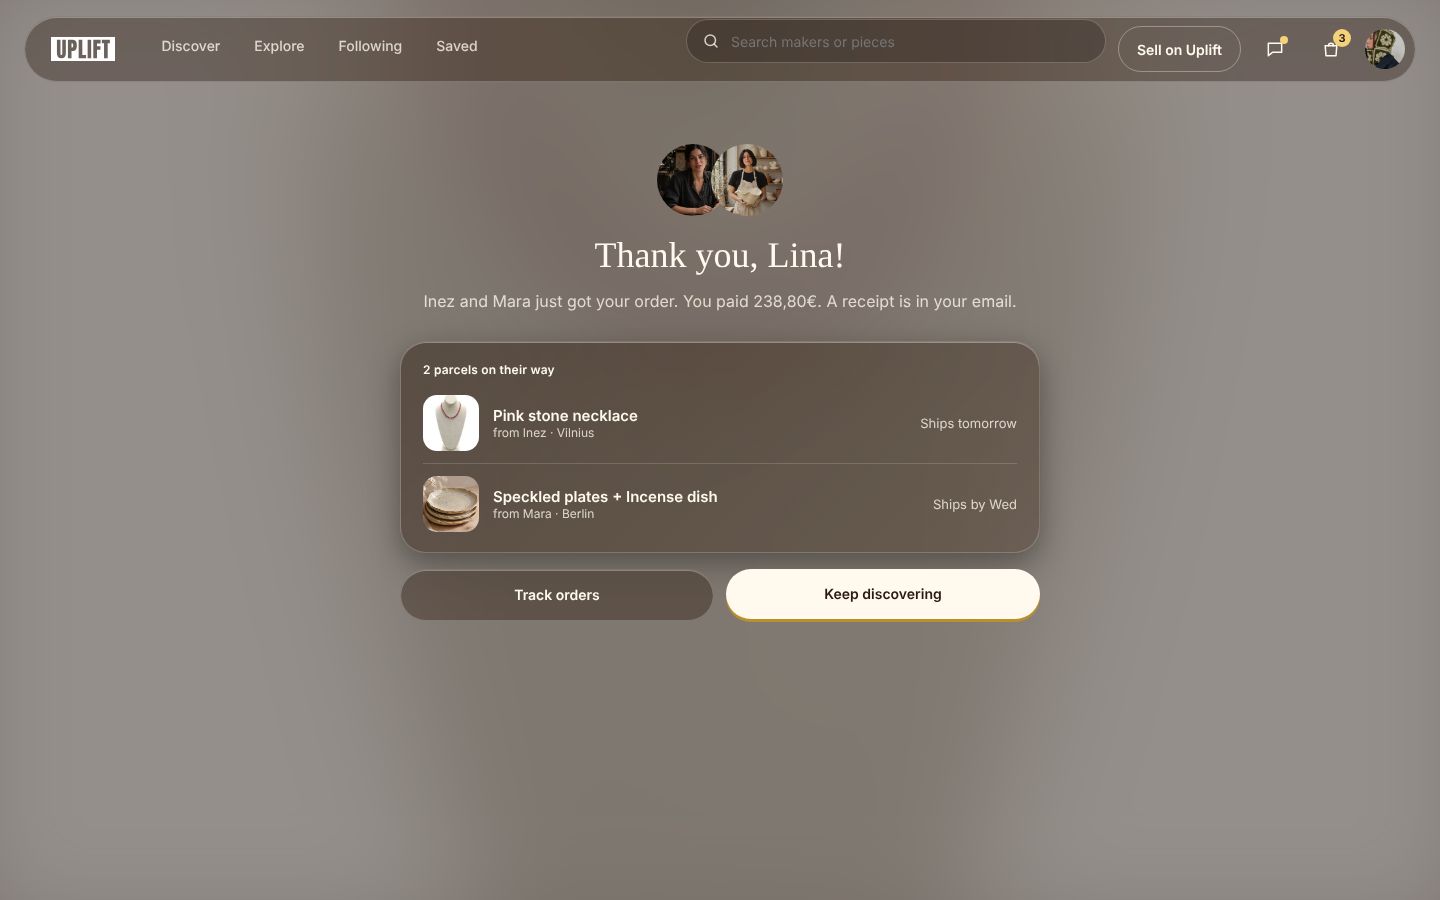 UPLIFT
Discover
Explore
Following
Saved
Search makers or pieces
Sell on Uplift
3
Thank you, Lina!
Inez and Mara just got your order. You paid 238,80€. A receipt is in your email.
2 parcels on their way
Pink stone necklace
from Inez · Vilnius
Ships tomorrow
Speckled plates + Incense dish
from Mara · Berlin
Ships by Wed
Track orders
Keep discovering